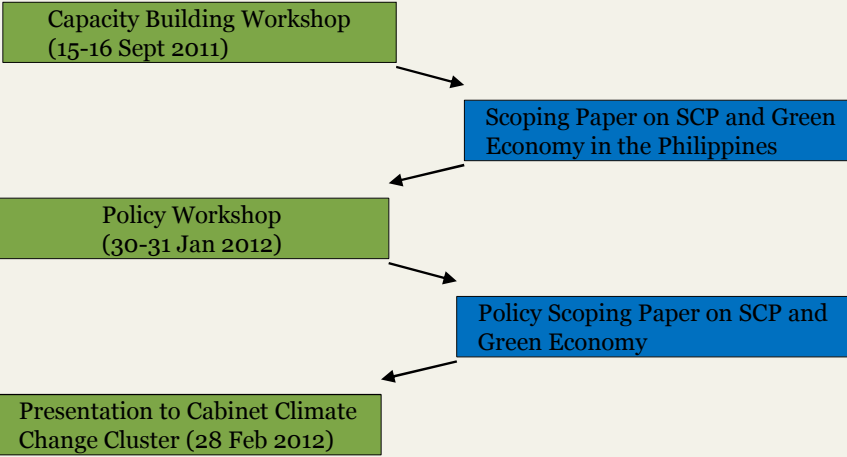 Capacity Building Workshop
(15-16 Sept 2011)
Scoping Paper on SCP and Green
Economy in the Philippines
Policy Workshop
(30-31 Jan 2012)
Policy Scoping Paper on SCP and
Green Economy
Presentation to Cabinet Climate
Change Cluster (28 Feb 2012)